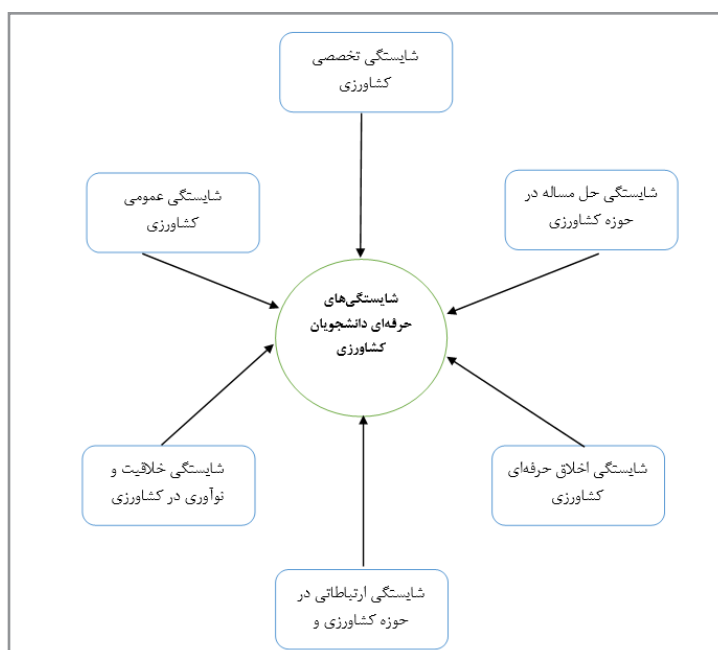 شایستگی تخصصی
کشاورزی
شایستگی حل مساله در
حوزه کشاورزی
شایستگی عمومی
کشاورزی
شایستگی‌های
حرفه‌ای دانشجویان
کشاورزی
شایستگی اخلاق حرفه‌ای
کشاورزی
شایستگی خلاقیت و
نوآوری در کشاورزی
شایستگی ارتباطاتی در
حوزه کشاورزی و